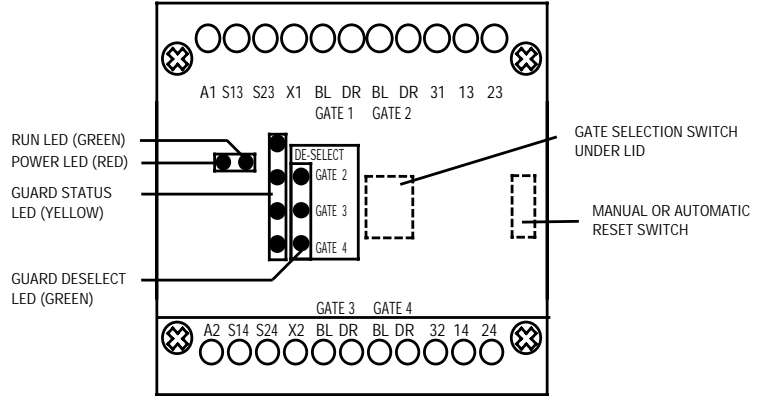 A1 S13 S23 X1 BL DR BL DR 31 13 23
GATE 1 GATE 2
RUN LED (GREEN)
POWER LED (RED)
GUARD STATUS
LED (YELLOW)
GUARD DESELECT
LED (GREEN)
DE-SELECT
GATE 2
GATE 3
GATE 4
GATE SELECTION SWITCH
UNDER LID
MANUAL OR AUTOMATIC
RESET SWITCH
GATE 3 GATE 4
A2 S14 S24 X2 BL DR BL DR 32 14 24